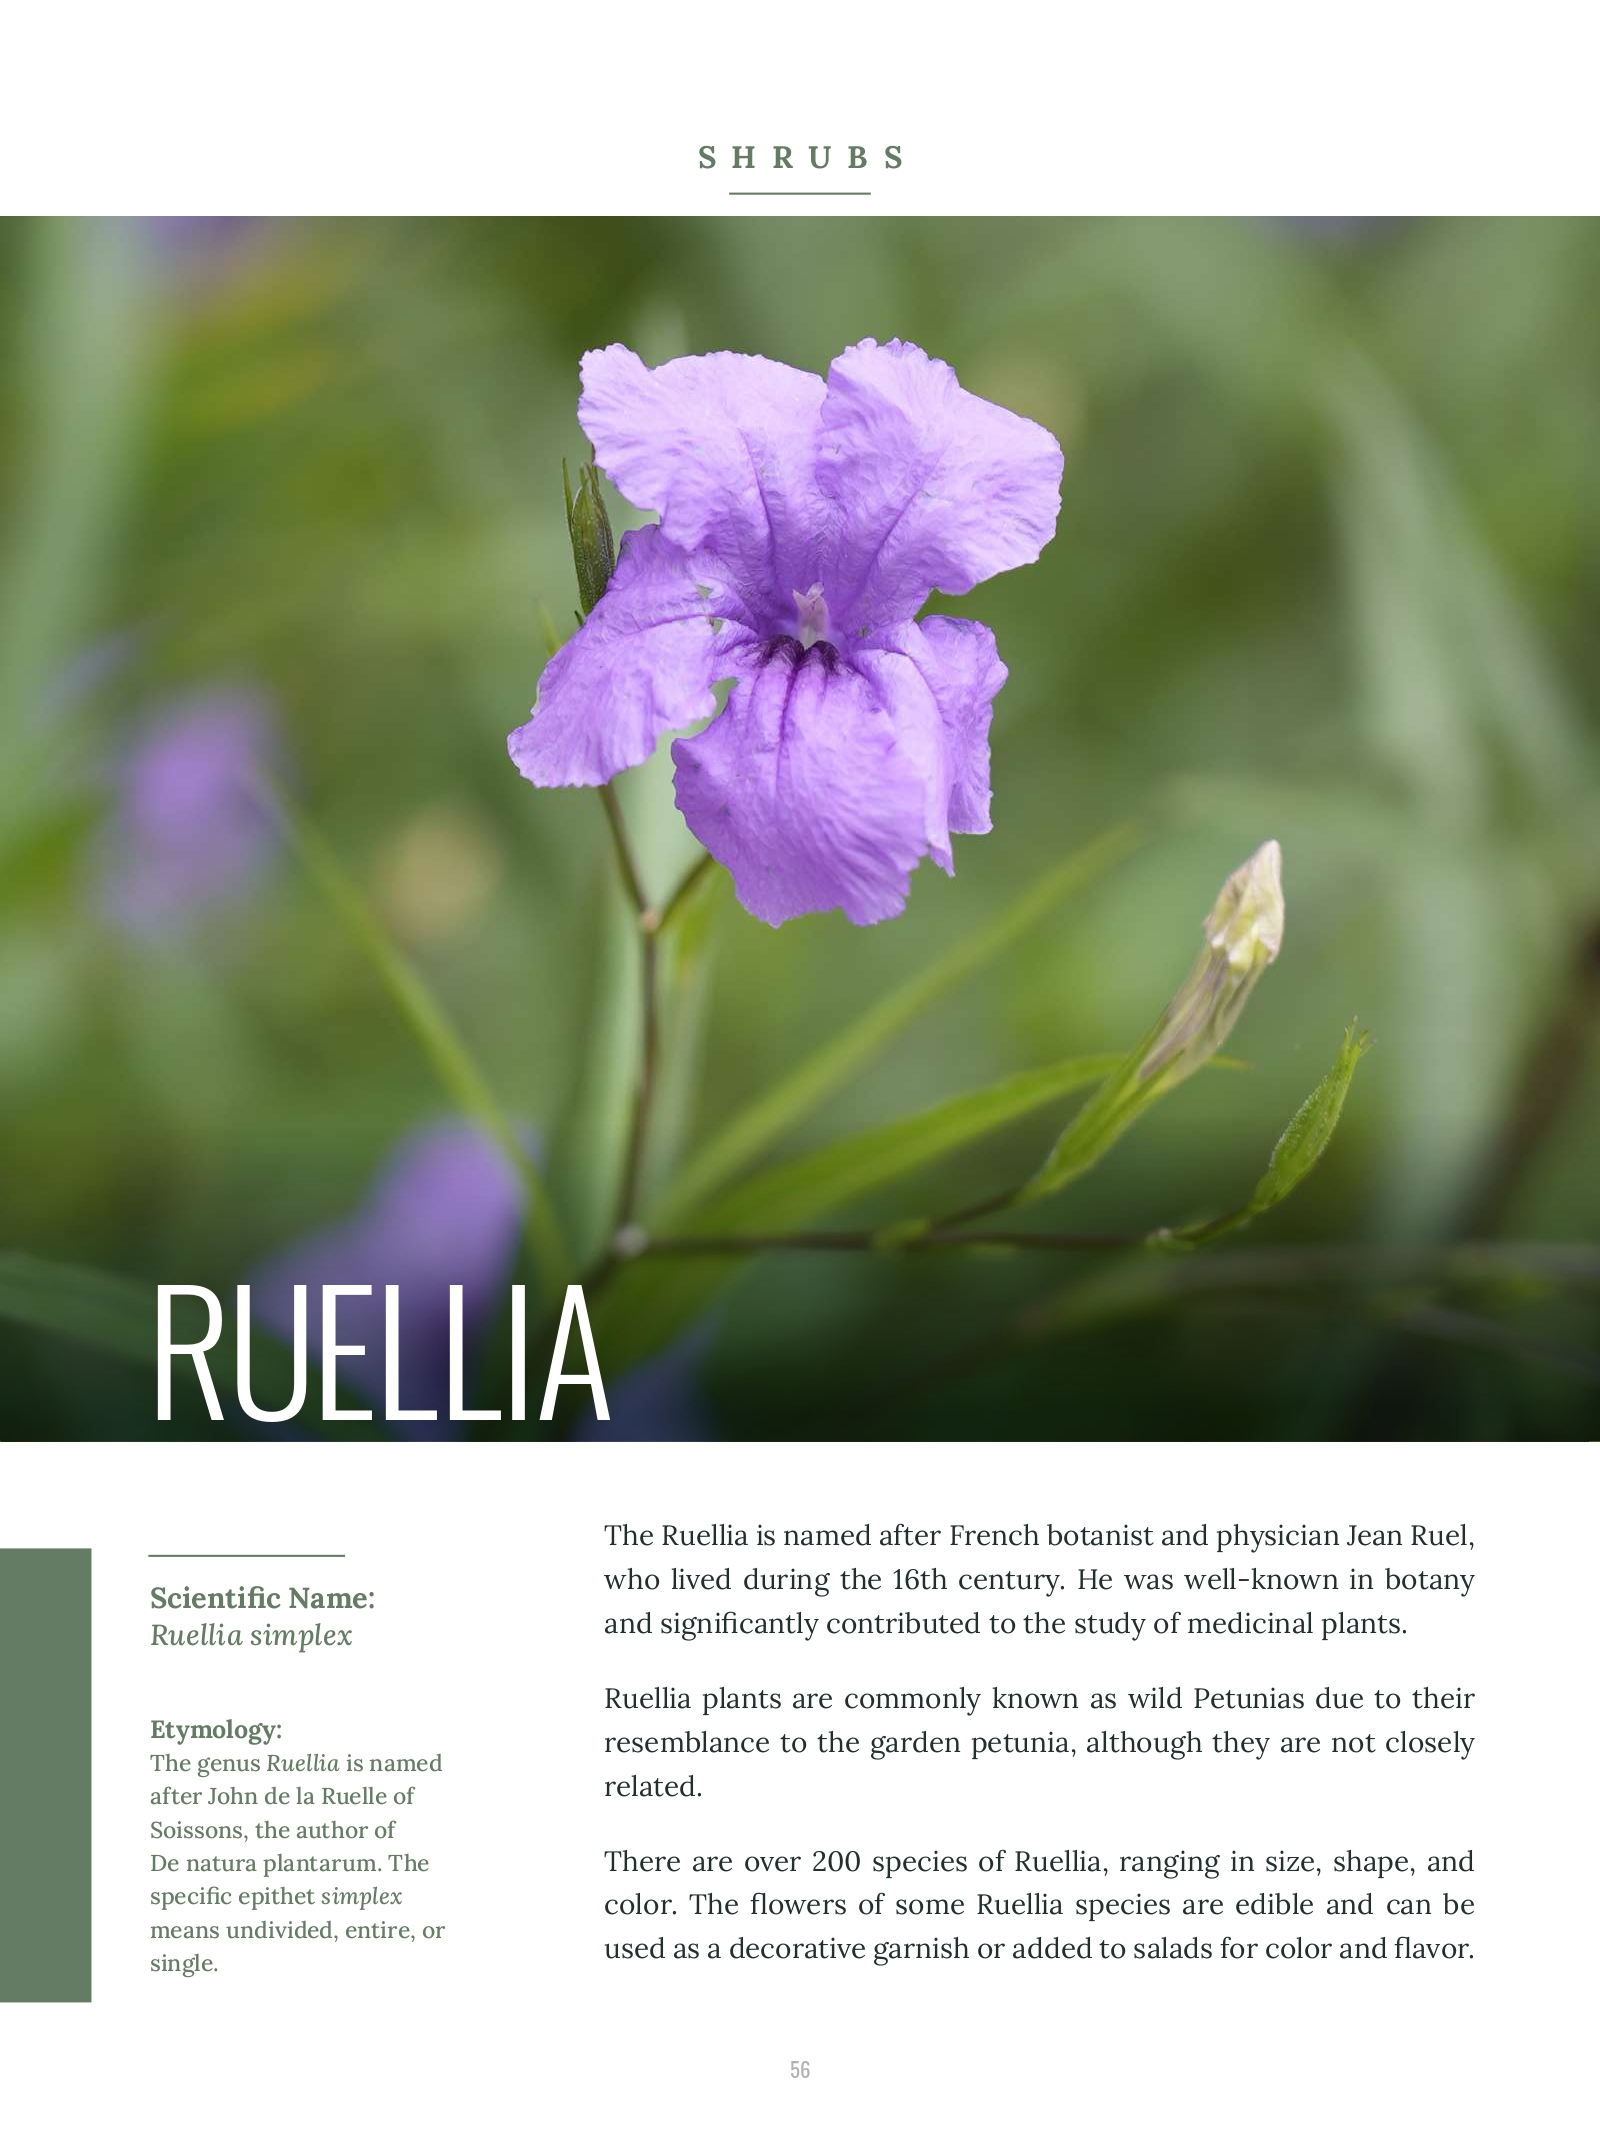 SHRUBS
RUELLIA
Scientific Name:
Ruellia simplex
Etymology:
The genus Ruellia is named
after John de la Ruelle of
Soissons, the author of
De natura plantarum. The
specific epithet simplex
means undivided, entire, or
single.
The Ruellia is named after French botanist and physician Jean Ruel,
who lived during the 16th century. He was well-known in botany
and significantly contributed to the study of medicinal plants.
Ruellia plants are commonly known as wild Petunias due to their
resemblance to the garden petunia, although they are not closely
related.
There are over 200 species of Ruellia, ranging in size, shape, and
color. The flowers of some Ruellia species are edible and can be
used as a decorative garnish or added to salads for color and flavor.
56